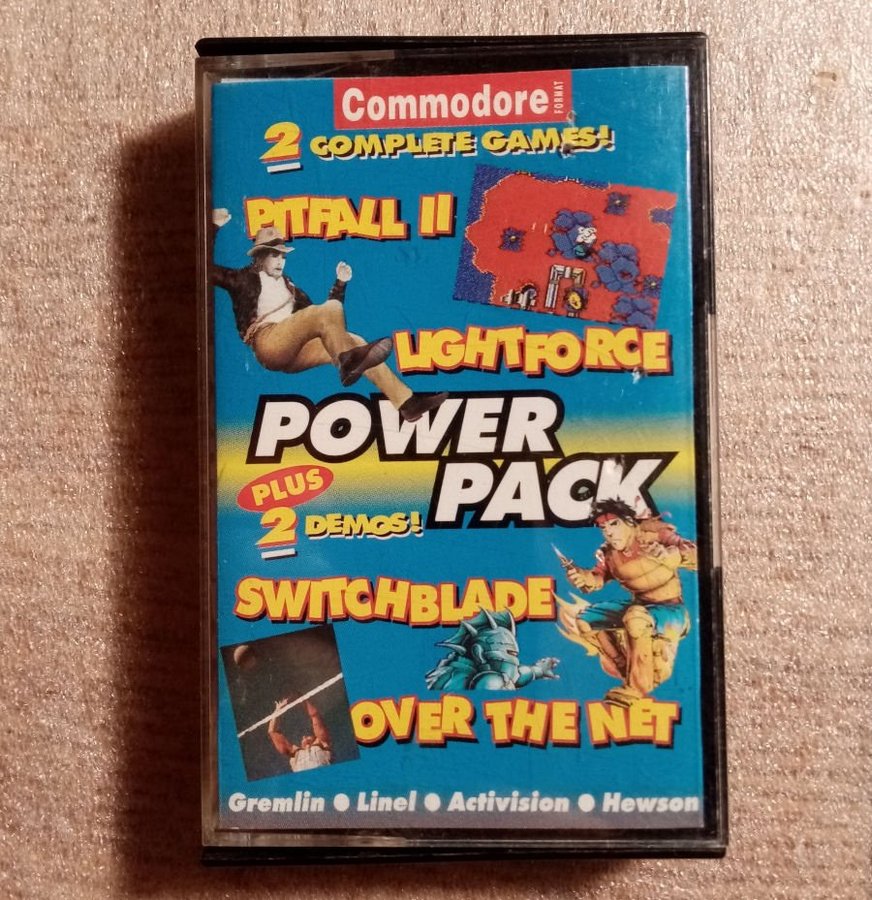 Commodore FORMAT
2 COMPLETE GAMES!
PITFALL II
LIGHTFORCE
POWER
PACK
PLUS
2 DEMOS!
SWITCHBLADE
OVER THE NET
Gremlin ● Linel ● Activision ● Hewson